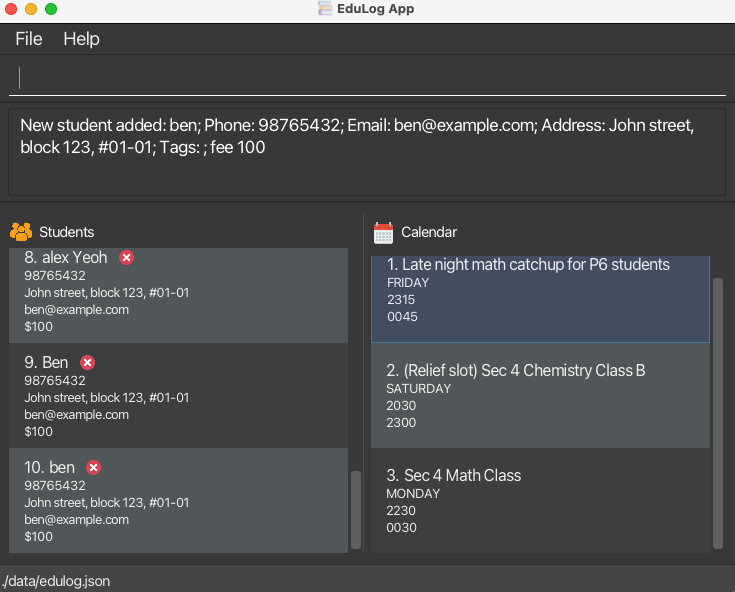 EduLog App
File Help
New student added: ben; Phone: 98765432; Email: ben@example.com; Address: John street,
block 123, #01-01; Tags: ; fee 100
Students
8. alex Yeoh
98765432
John street, block 123, #01-01
ben@example.com
$100
9. Ben
98765432
John street, block 123, #01-01
ben@example.com
$100
10. ben
98765432
John street, block 123, #01-01
ben@example.com
$100
Calendar
1. Late night math catchup for P6 students
FRIDAY
2315
0045
2. (Relief slot) Sec 4 Chemistry Class B
SATURDAY
2030
2300
3. Sec 4 Math Class
MONDAY
2230
0030
./data/edulog.json